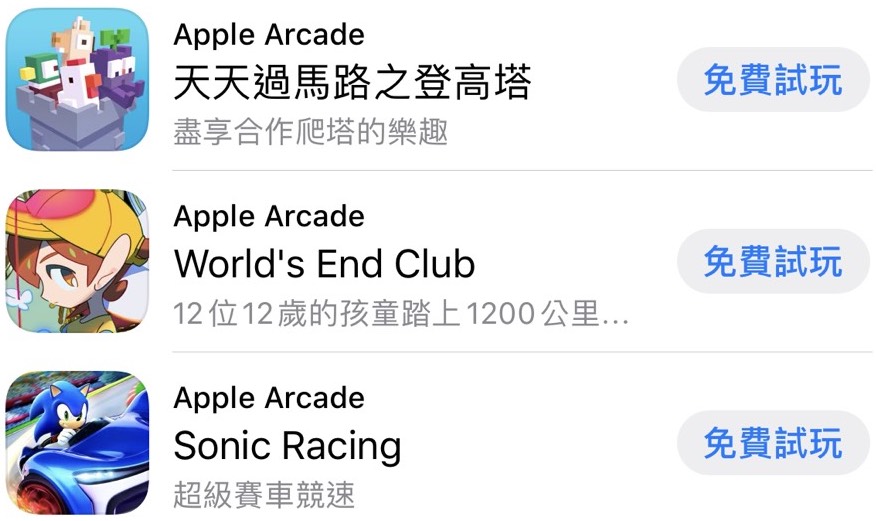 Apple Arcade
天天過馬路之登高塔
盡享合作爬塔的樂趣
免費試玩
Apple Arcade
World's End Club
12位12歲的孩童踏上1200公里...
免費試玩
Apple Arcade
Sonic Racing
超級賽車競速
免費試玩